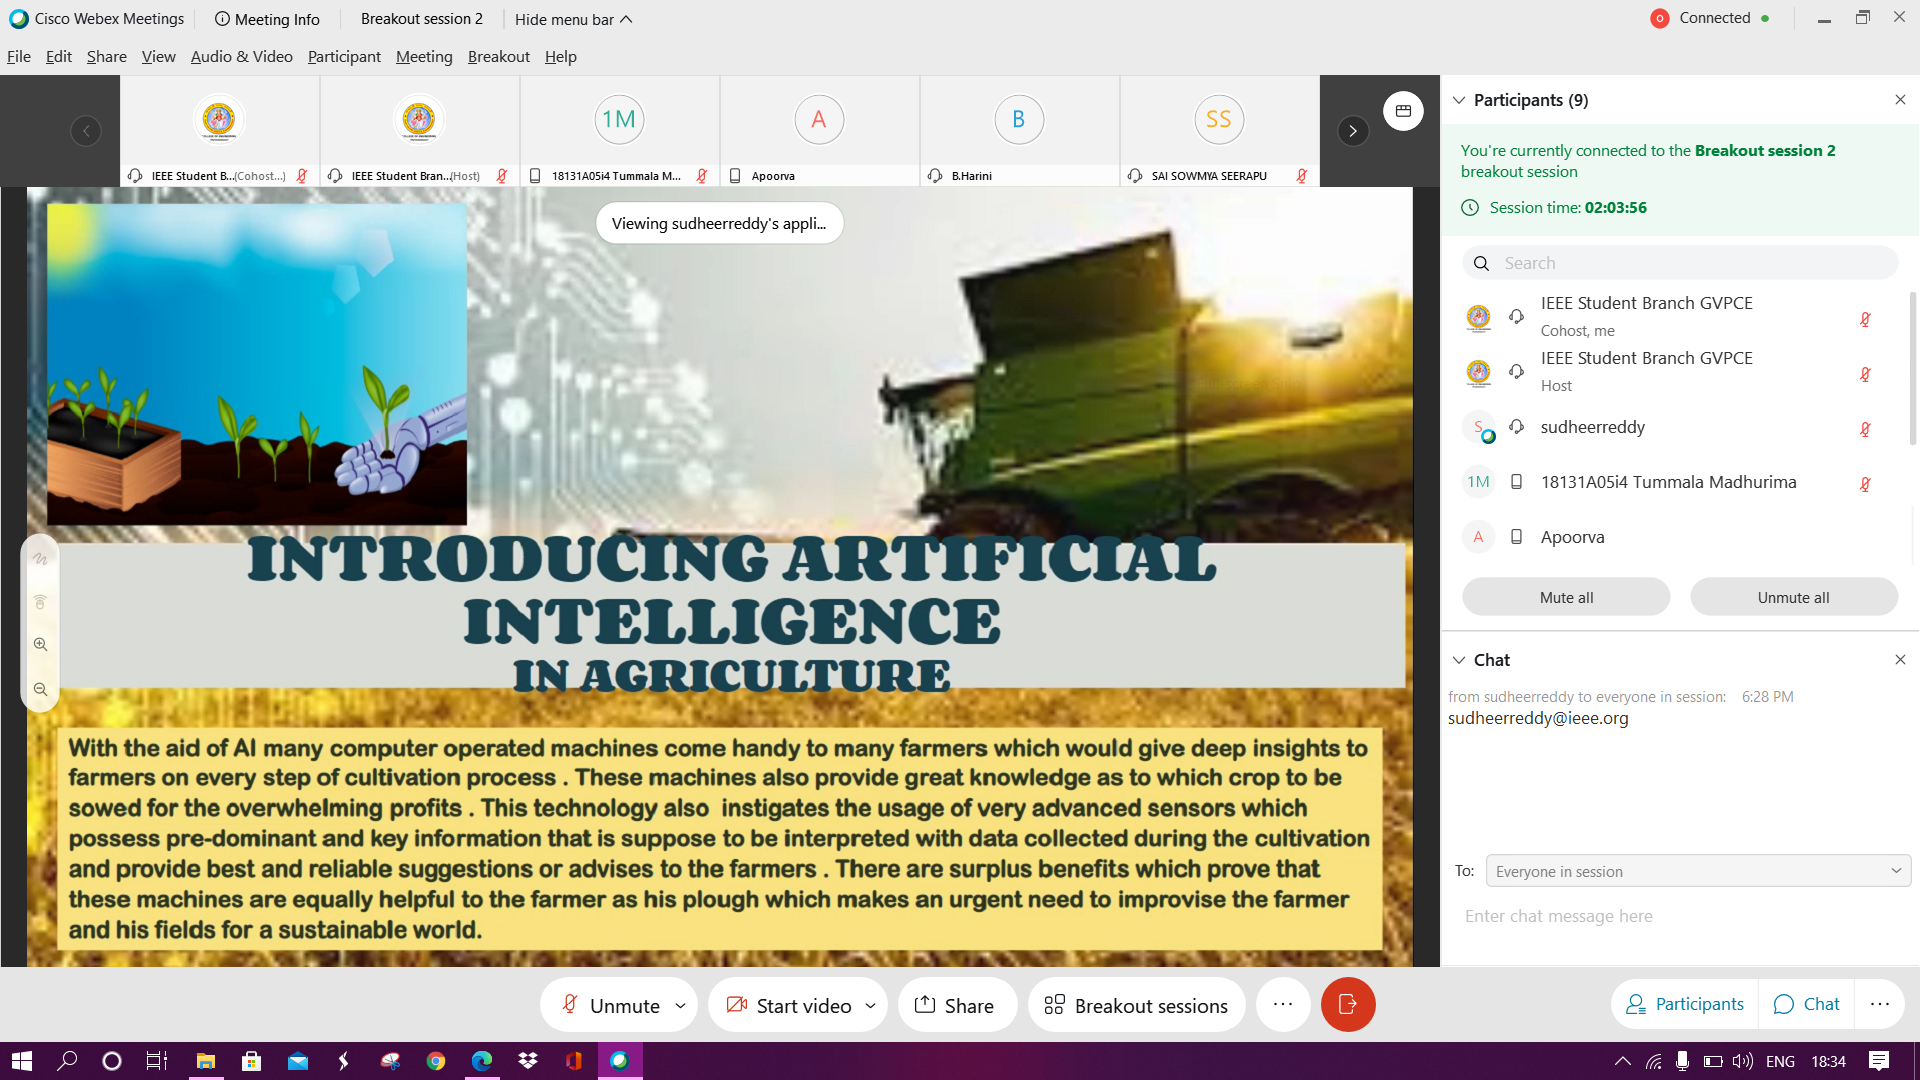 Cisco Webex Meetings
Meeting Info
Breakout session 2
Hide menu bar
Connected
File Edit Share View Audio & Video Participant Meeting Breakout Help
1M
A
B
SS
IEEE Student B...(Cohost...)
IEEE Student Bran...(Host)
18131A05i4 Tummala M...
Apoorva
B.Harini
SAI SOWMYA SEERAPU
Viewing sudheerreddy's appli...
INTRODUCING ARTIFICIAL
INTELLIGENCE
IN AGRICULTURE
With the aid of AI many computer operated machines come handy to many farmers which would give deep insights to
farmers on every step of cultivation process . These machines also provide great knowledge as to which crop to be
sowed for the overwhelming profits . This technology also  instigates the usage of very advanced sensors which
possess pre-dominant and key information that is suppose to be interpreted with data collected during the cultivation
and provide best and reliable suggestions or advises to the farmers . There are surplus benefits which prove that
these machines are equally helpful to the farmer as his plough which makes an urgent need to improvise the farmer
and his fields for a sustainable world.
Participants (9)
You're currently connected to the Breakout session 2
breakout session
Session time: 02:03:56
Search
IEEE Student Branch GVPCE
Cohost, me
IEEE Student Branch GVPCE
Host
S
sudheerreddy
1M
18131A05i4 Tummala Madhurima
A
Apoorva
Mute all
Unmute all
Chat
from sudheerreddy to everyone in session: 6:28 PM
sudheerreddy@ieee.org
To:
Everyone in session
Enter chat message here
Unmute
Start video
Share
Breakout sessions
Participants
Chat
ENG
18:34